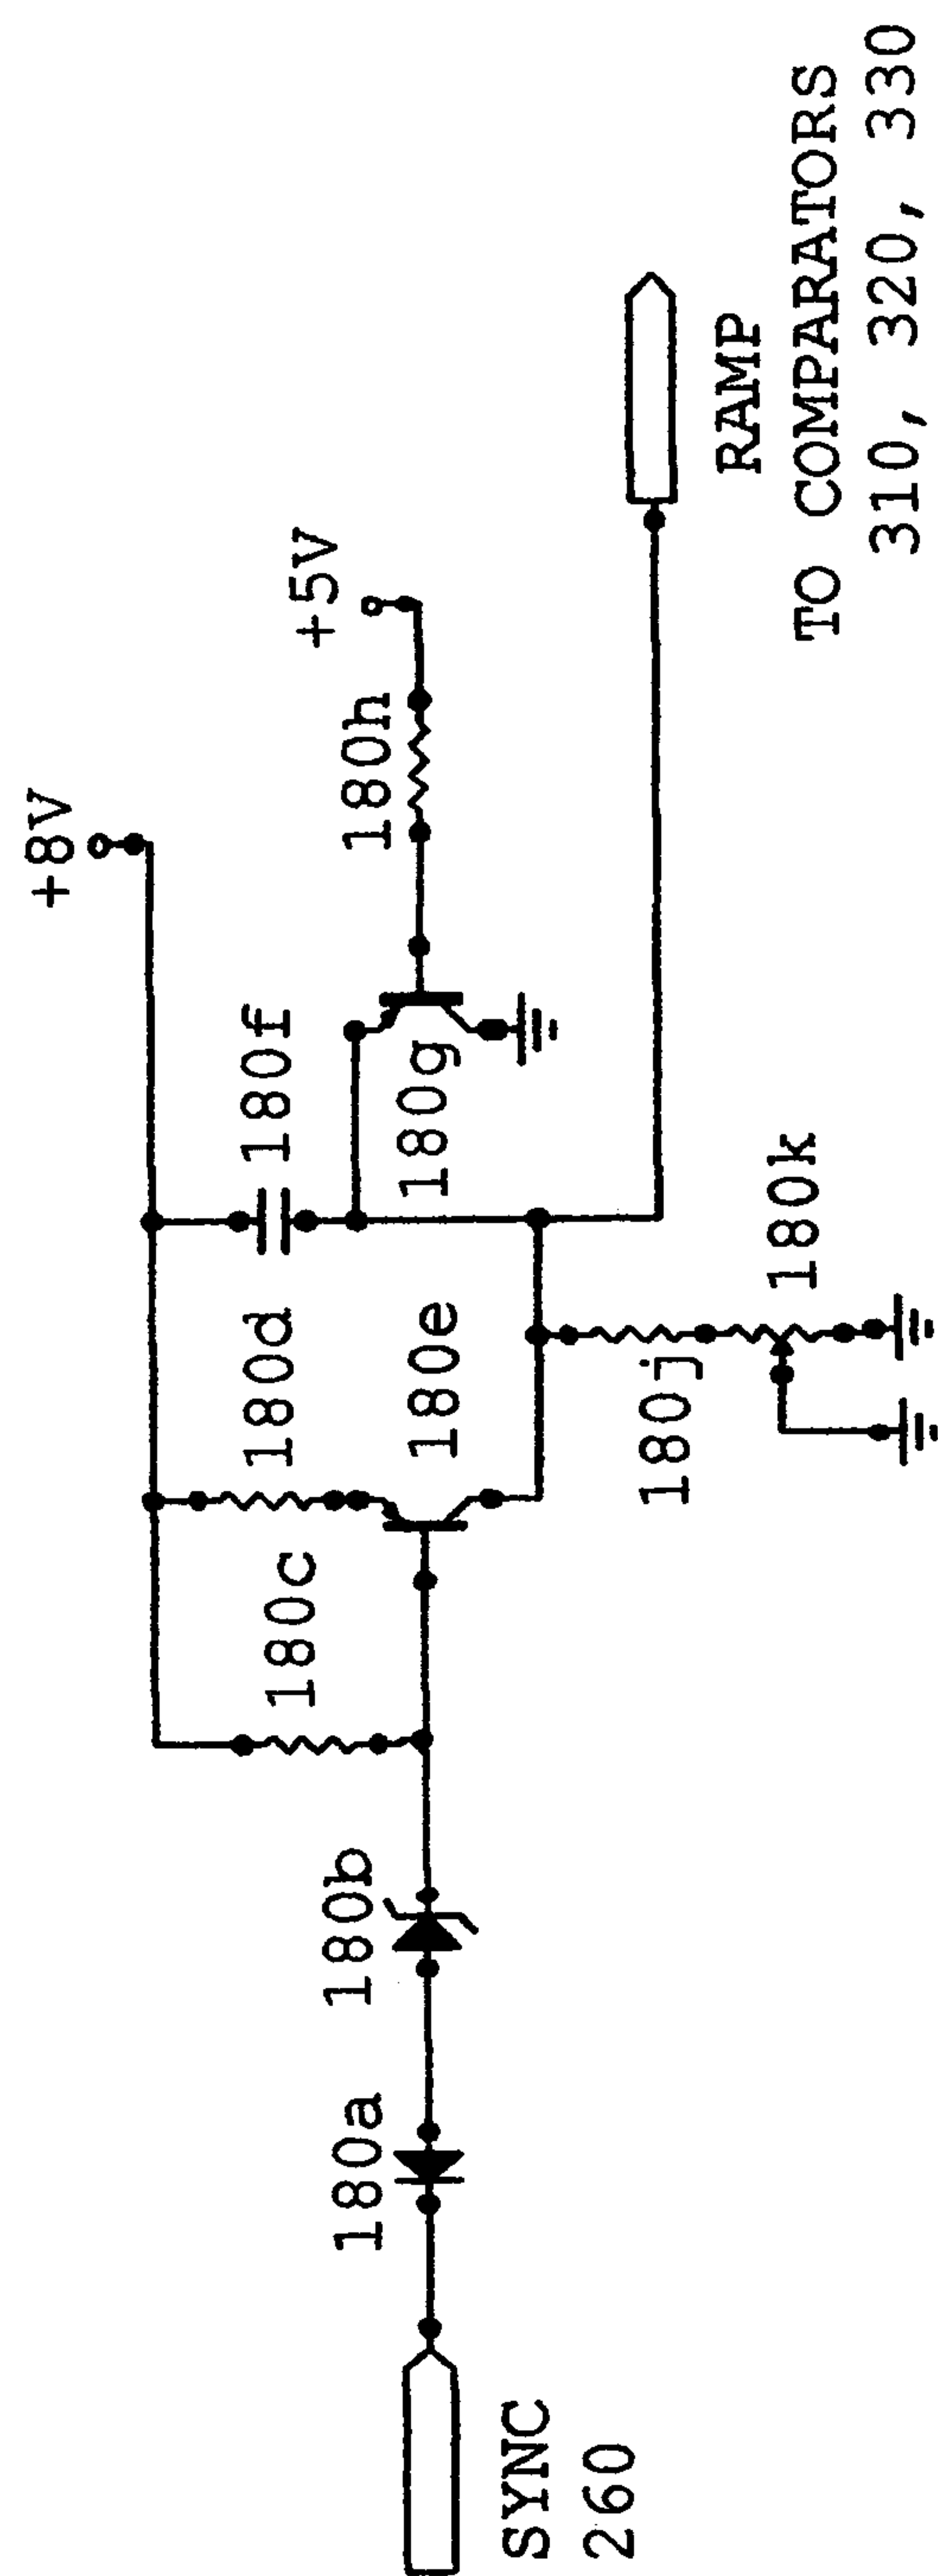 +8V
180c
180d
180f
+5V
180h
180a
180b
180e
180g
SYNC
260
180j
180k
RAMP
TO COMPARATORS
310, 320, 330